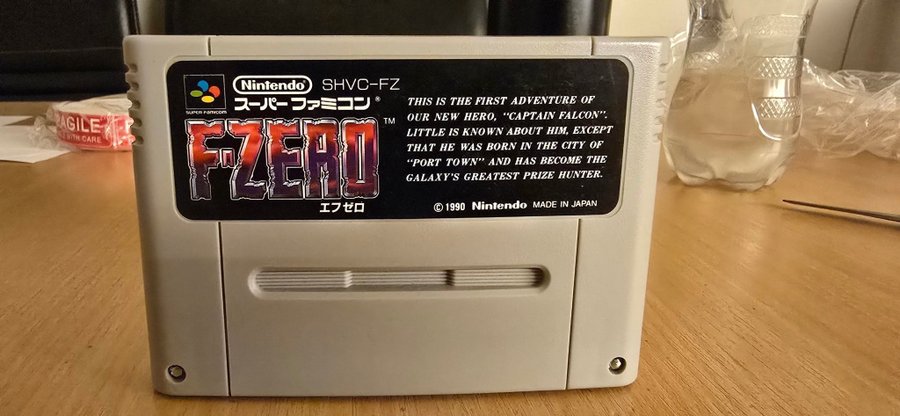 Nintendo® SHVC-FZ
SUPER FAMICOM
スーパーファミコン®
F-ZERO™
エフゼロ
THIS IS THE FIRST ADVENTURE OF
OUR NEW HERO, "CAPTAIN FALCON".
LITTLE IS KNOWN ABOUT HIM, EXCEPT
THAT HE WAS BORN IN THE CITY OF
"PORT TOWN" AND HAS BECOME THE
GALAXY'S GREATEST PRIZE HUNTER.
© 1990 Nintendo MADE IN JAPAN
FRAGILE
WITH CARE